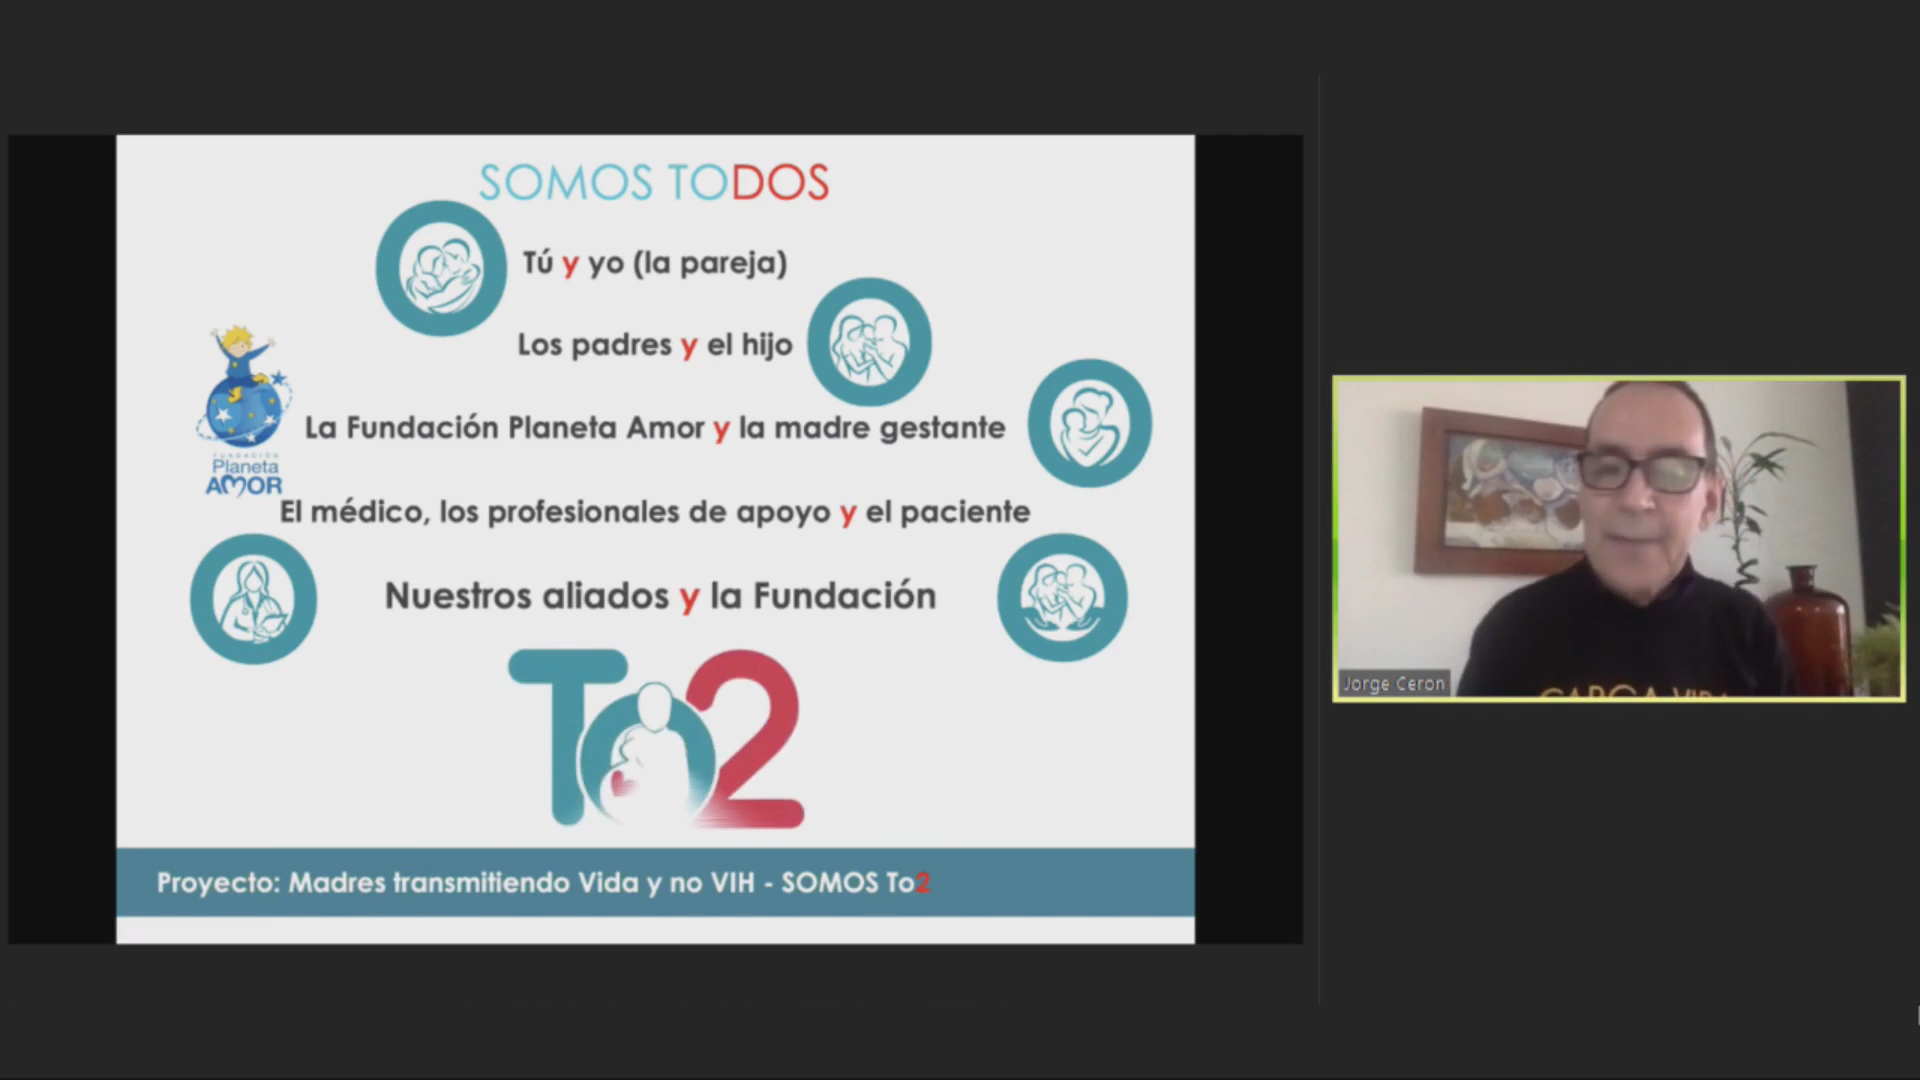 SOMOS TODOS
Tú y yo (la pareja)
Los padres y el hijo
La Fundación Planeta Amor y la madre gestante
FUNDACIÓN
Planeta
AMOR
El médico, los profesionales de apoyo y el paciente
Nuestros aliados y la Fundación
To2
Proyecto: Madres transmitiendo Vida y no VIH - SOMOS To2
Jorge Ceron